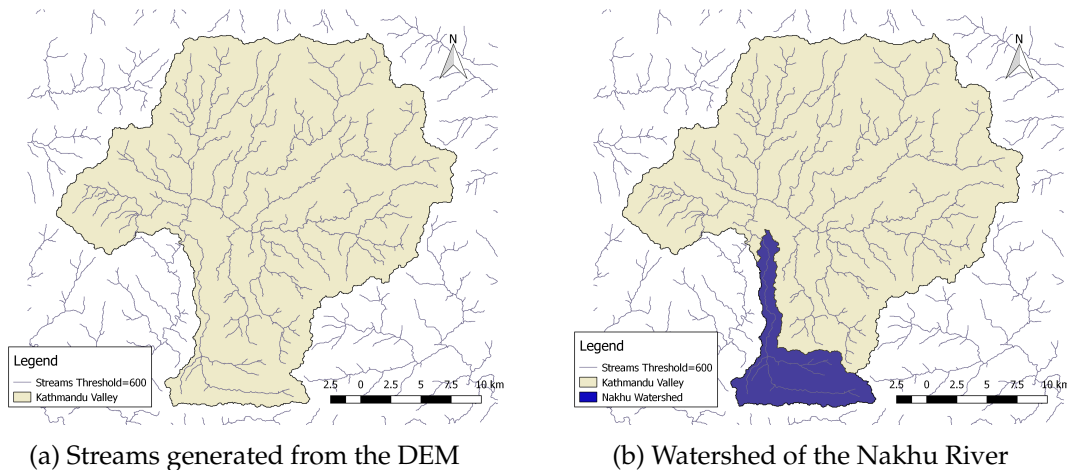 N
Legend
Streams Threshold=600
Kathmandu Valley
2.5 0 2.5 5 7.5 10 km
(a) Streams generated from the DEM
N
Legend
Streams Threshold=600
Kathmandu Valley
Nakhu Watershed
2.5 0 2.5 5 7.5 10 km
(b) Watershed of the Nakhu River